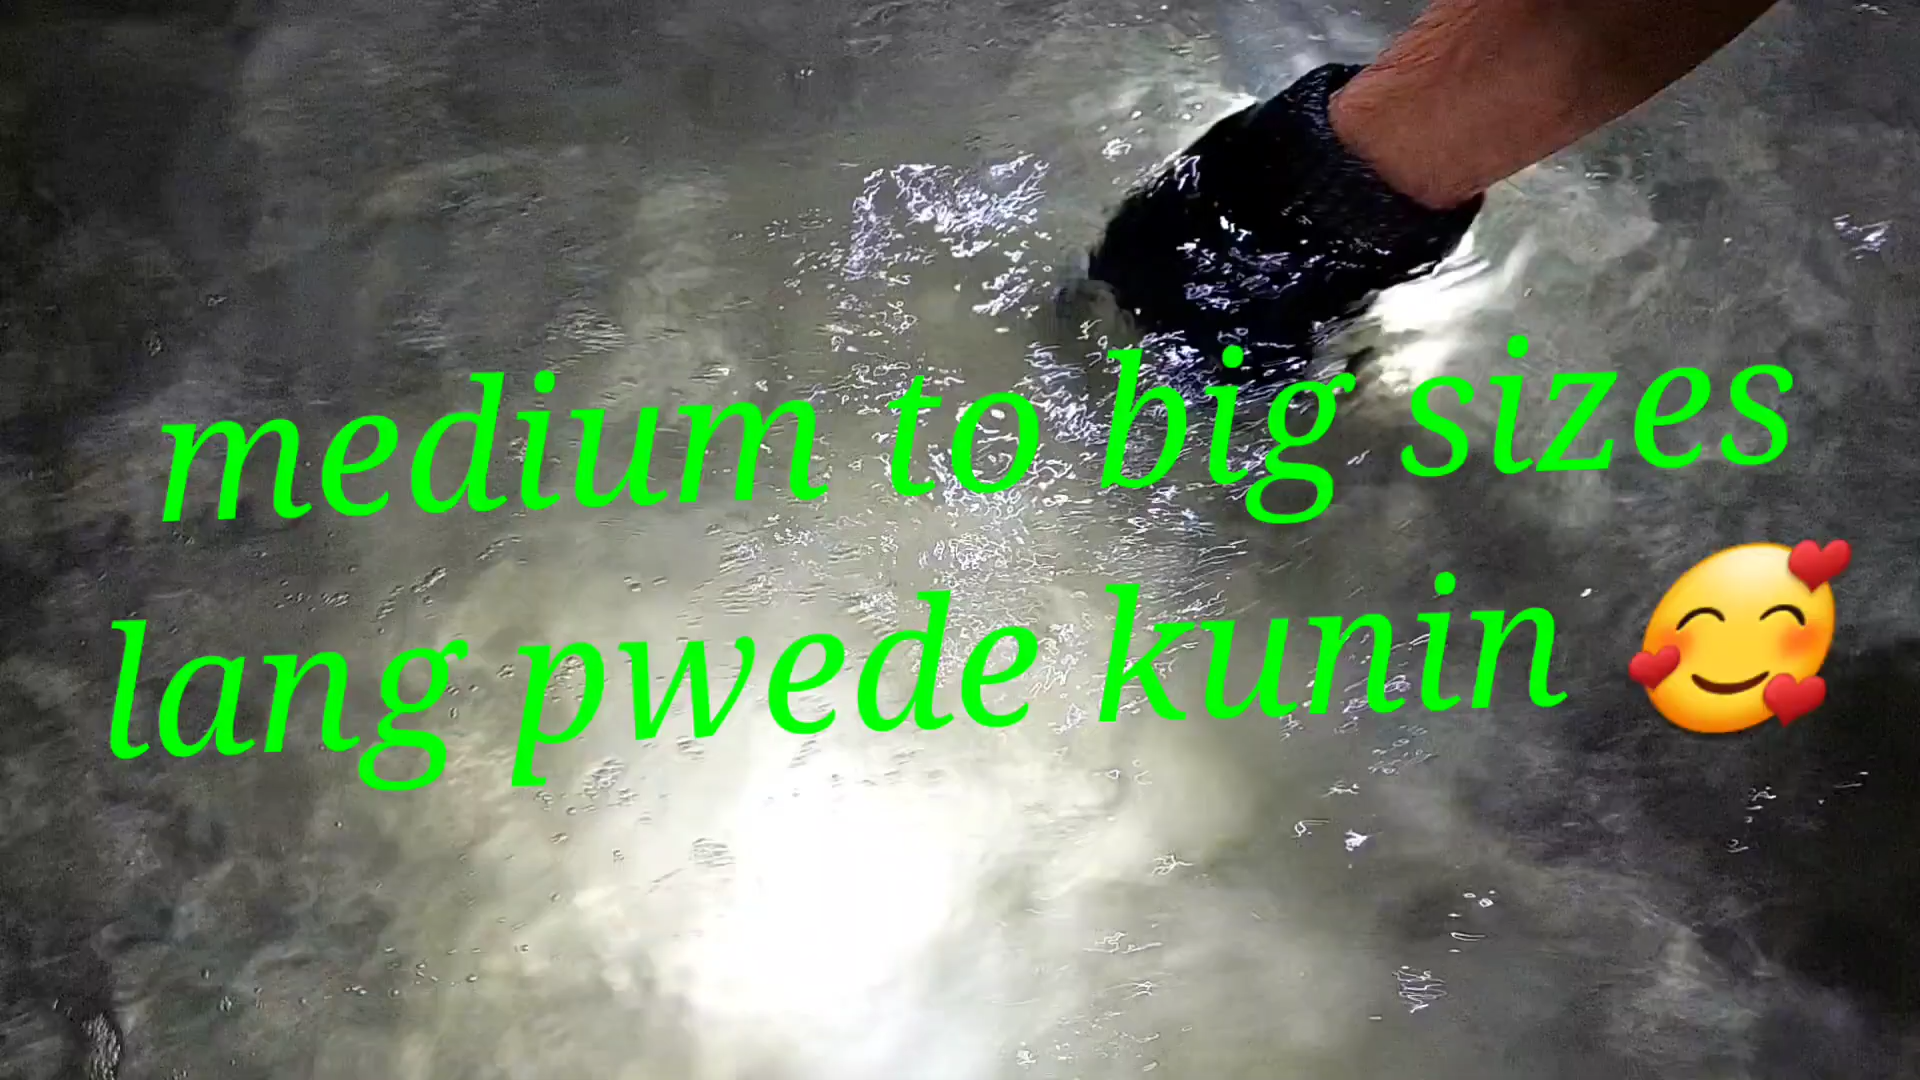 medium to big sizes
lang pwede kunin 🥰